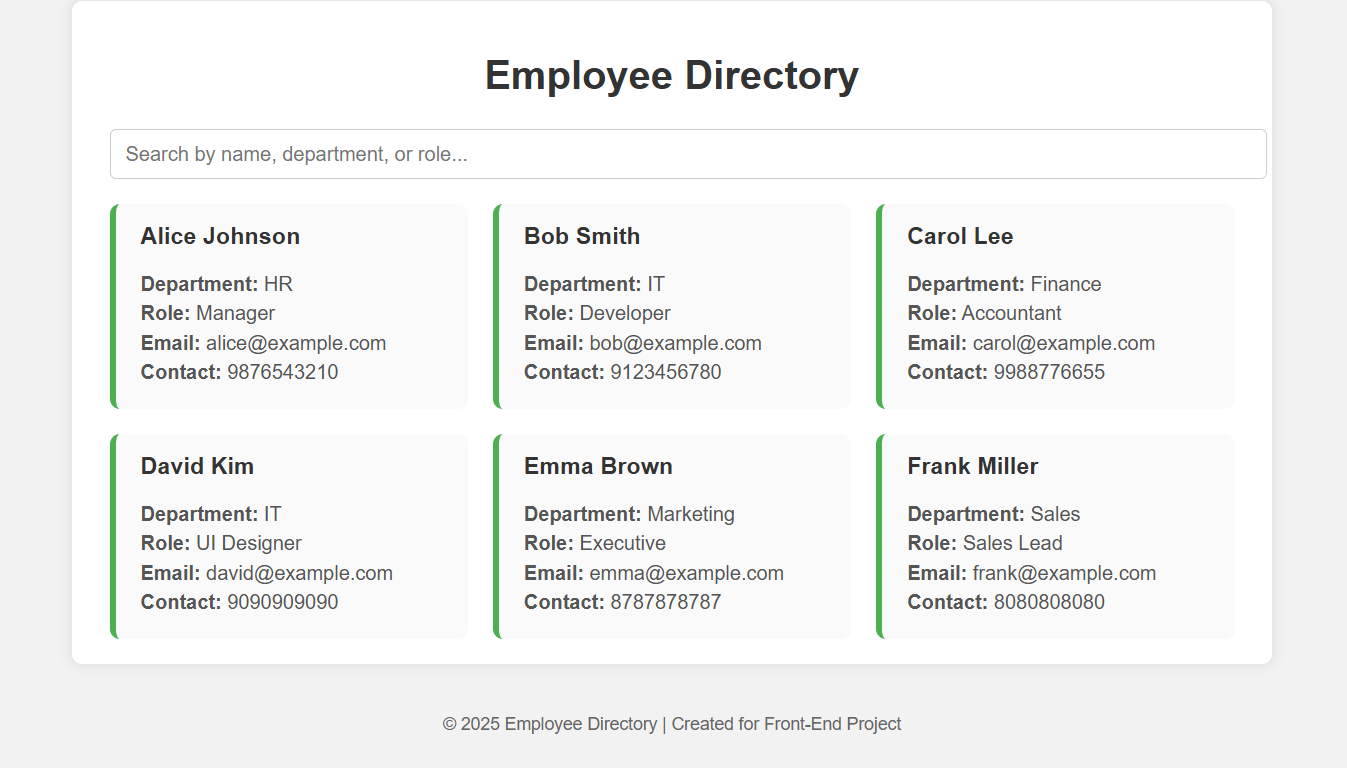 Employee Directory
Search by name, department, or role...
Alice Johnson
Department: HR
Role: Manager
Email: alice@example.com
Contact: 9876543210
Bob Smith
Department: IT
Role: Developer
Email: bob@example.com
Contact: 9123456780
Carol Lee
Department: Finance
Role: Accountant
Email: carol@example.com
Contact: 9988776655
David Kim
Department: IT
Role: UI Designer
Email: david@example.com
Contact: 9090909090
Emma Brown
Department: Marketing
Role: Executive
Email: emma@example.com
Contact: 8787878787
Frank Miller
Department: Sales
Role: Sales Lead
Email: frank@example.com
Contact: 8080808080
© 2025 Employee Directory | Created for Front-End Project